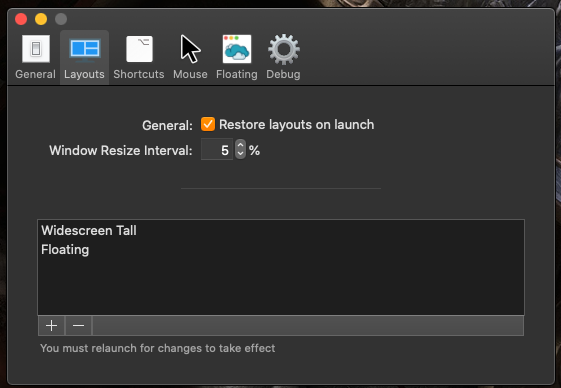 General Layouts Shortcuts Mouse Floating Debug
General: Restore layouts on launch
Window Resize Interval: 5 %
Widescreen Tall
Floating
You must relaunch for changes to take effect